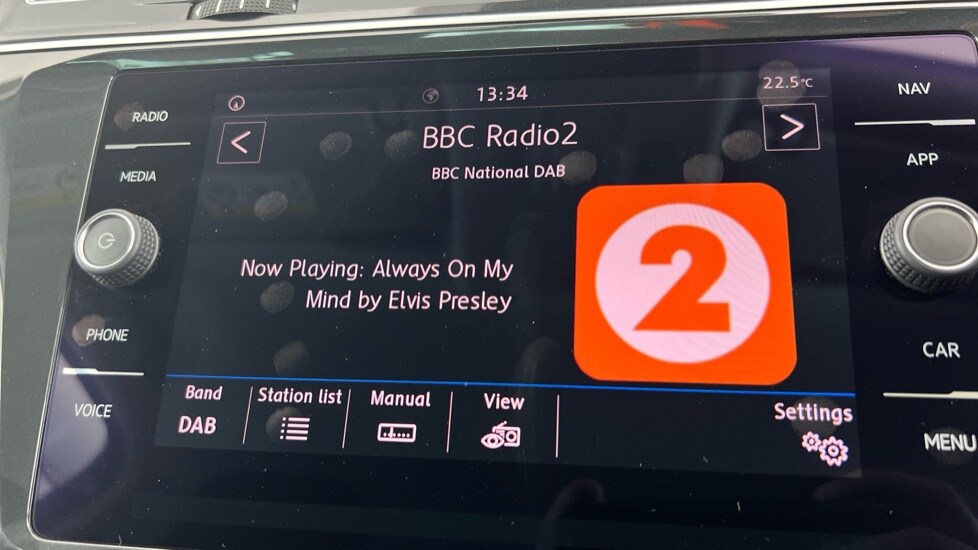 RADIO
MEDIA
PHONE
VOICE
13:34
22.5°C
<
BBC Radio2
>
BBC National DAB
Now Playing: Always On My
Mind by Elvis Presley
2
Band
DAB
Station list
Manual
View
Settings
NAV
APP
CAR
MENU